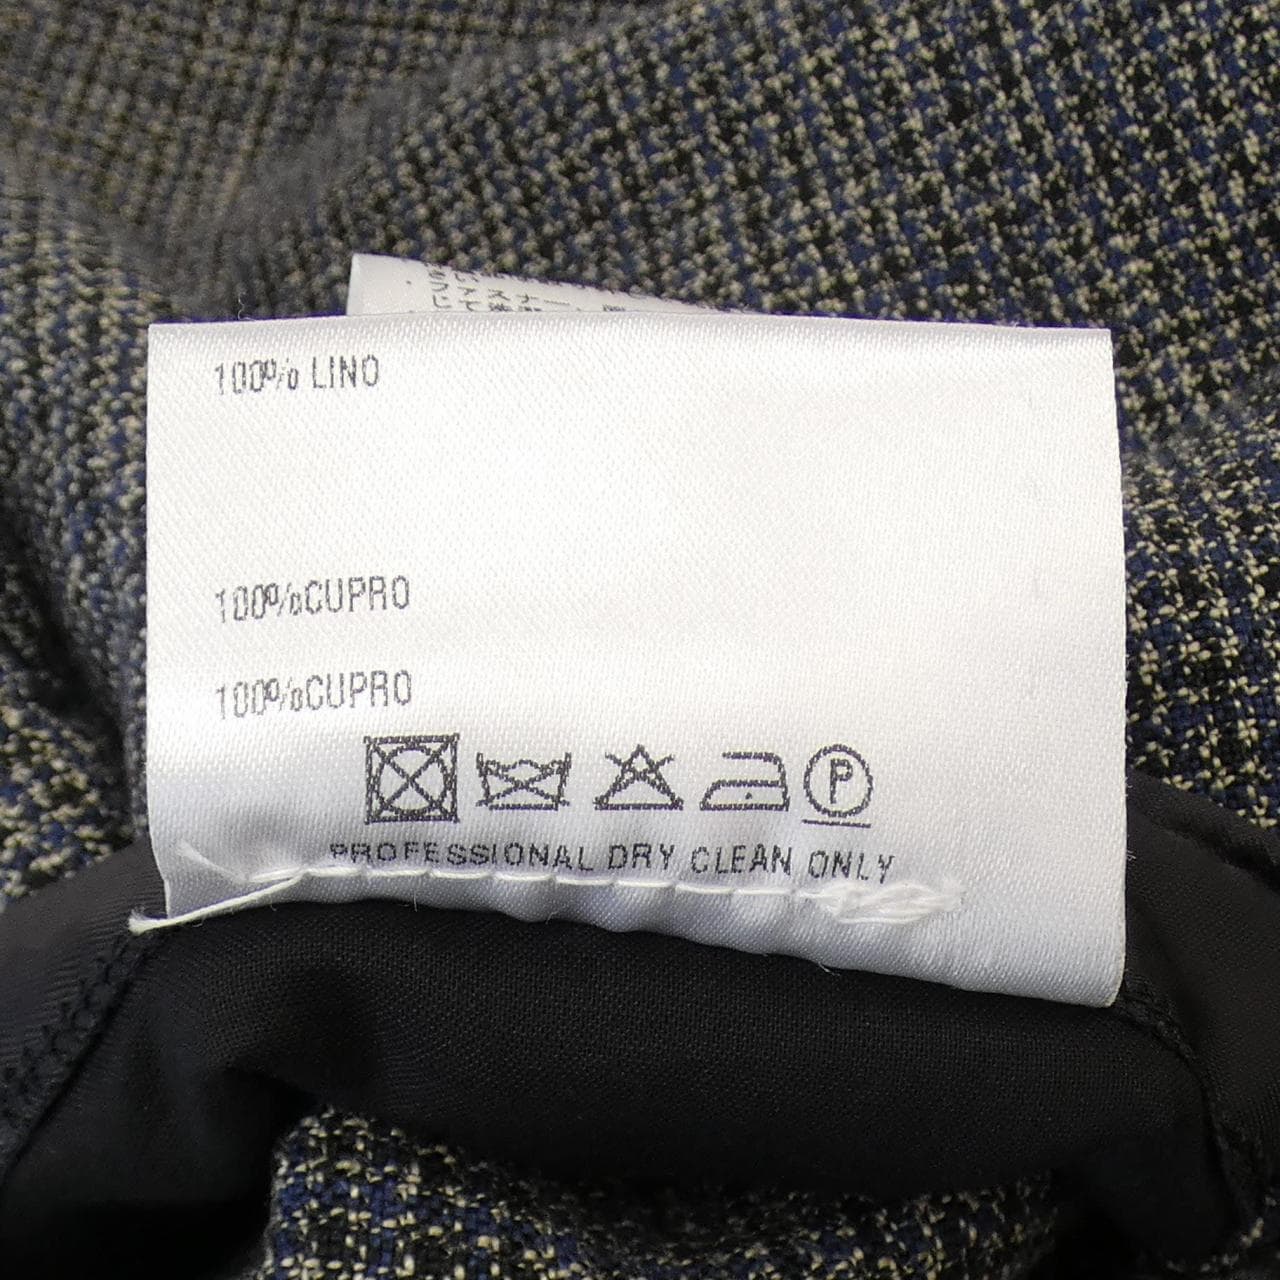 100% LINO
100%CUPRO
100%CUPRO
P
PROFESSIONAL DRY CLEAN ONLY